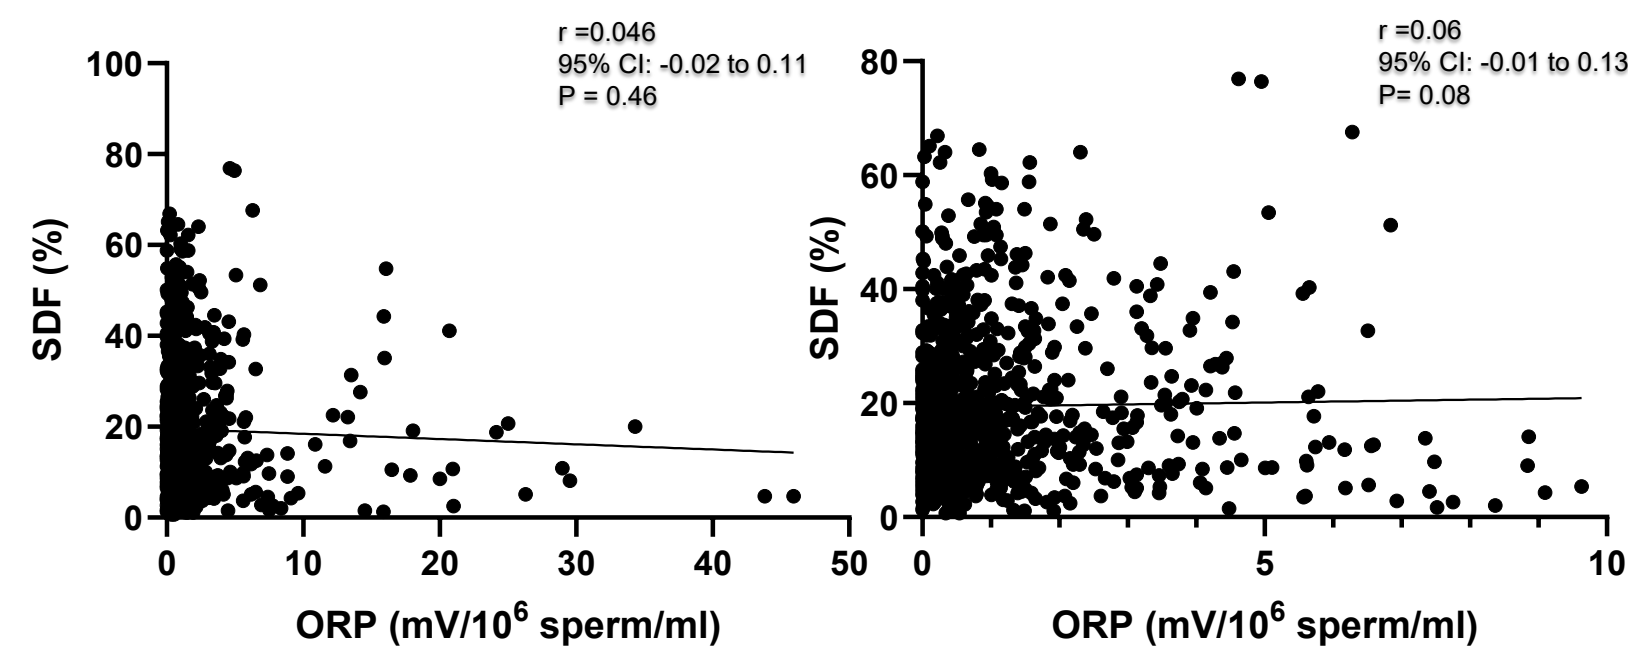 r =0.046
95% CI: -0.02 to 0.11
P = 0.46
100
80
60
40
20
0
SDF (%)
0 10 20 30 40 50
ORP (mV/10⁶ sperm/ml)
r =0.06
95% CI: -0.01 to 0.13
P= 0.08
80
60
40
20
0
SDF (%)
0 5 10
ORP (mV/10⁶ sperm/ml)